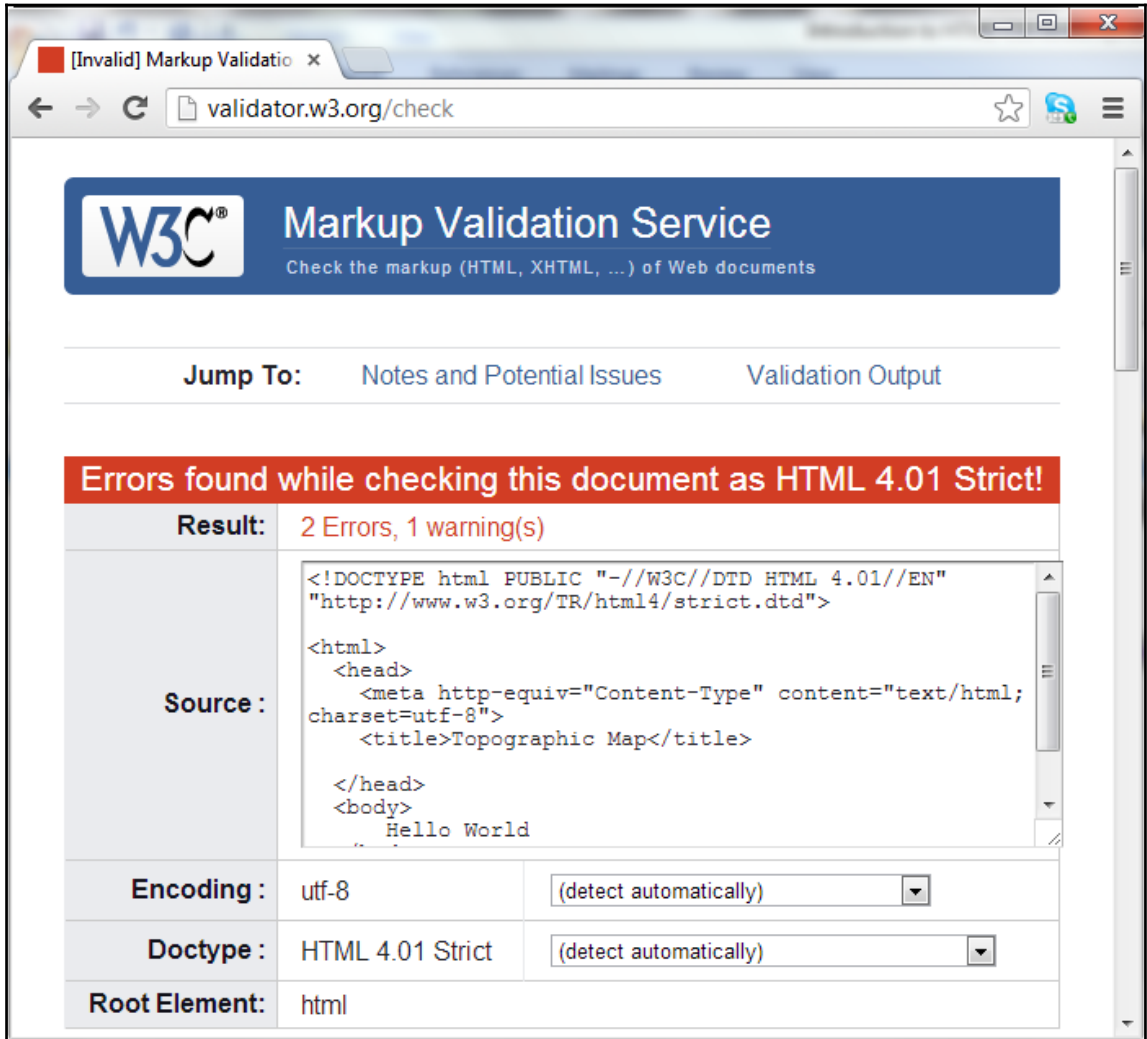 [Invalid] Markup Validatio
validator.w3.org/check
W3C®
Markup Validation Service
Check the markup (HTML, XHTML, …) of Web documents
Jump To: Notes and Potential Issues Validation Output
Errors found while checking this document as HTML 4.01 Strict!
Result: 2 Errors, 1 warning(s)
Source :
<!DOCTYPE html PUBLIC "-//W3C//DTD HTML 4.01//EN"
"http://www.w3.org/TR/html4/strict.dtd">
<html>
<head>
<meta http-equiv="Content-Type" content="text/html;
charset=utf-8">
<title>Topographic Map</title>
</head>
<body>
Hello World
Encoding : utf-8 (detect automatically)
Doctype : HTML 4.01 Strict (detect automatically)
Root Element: html